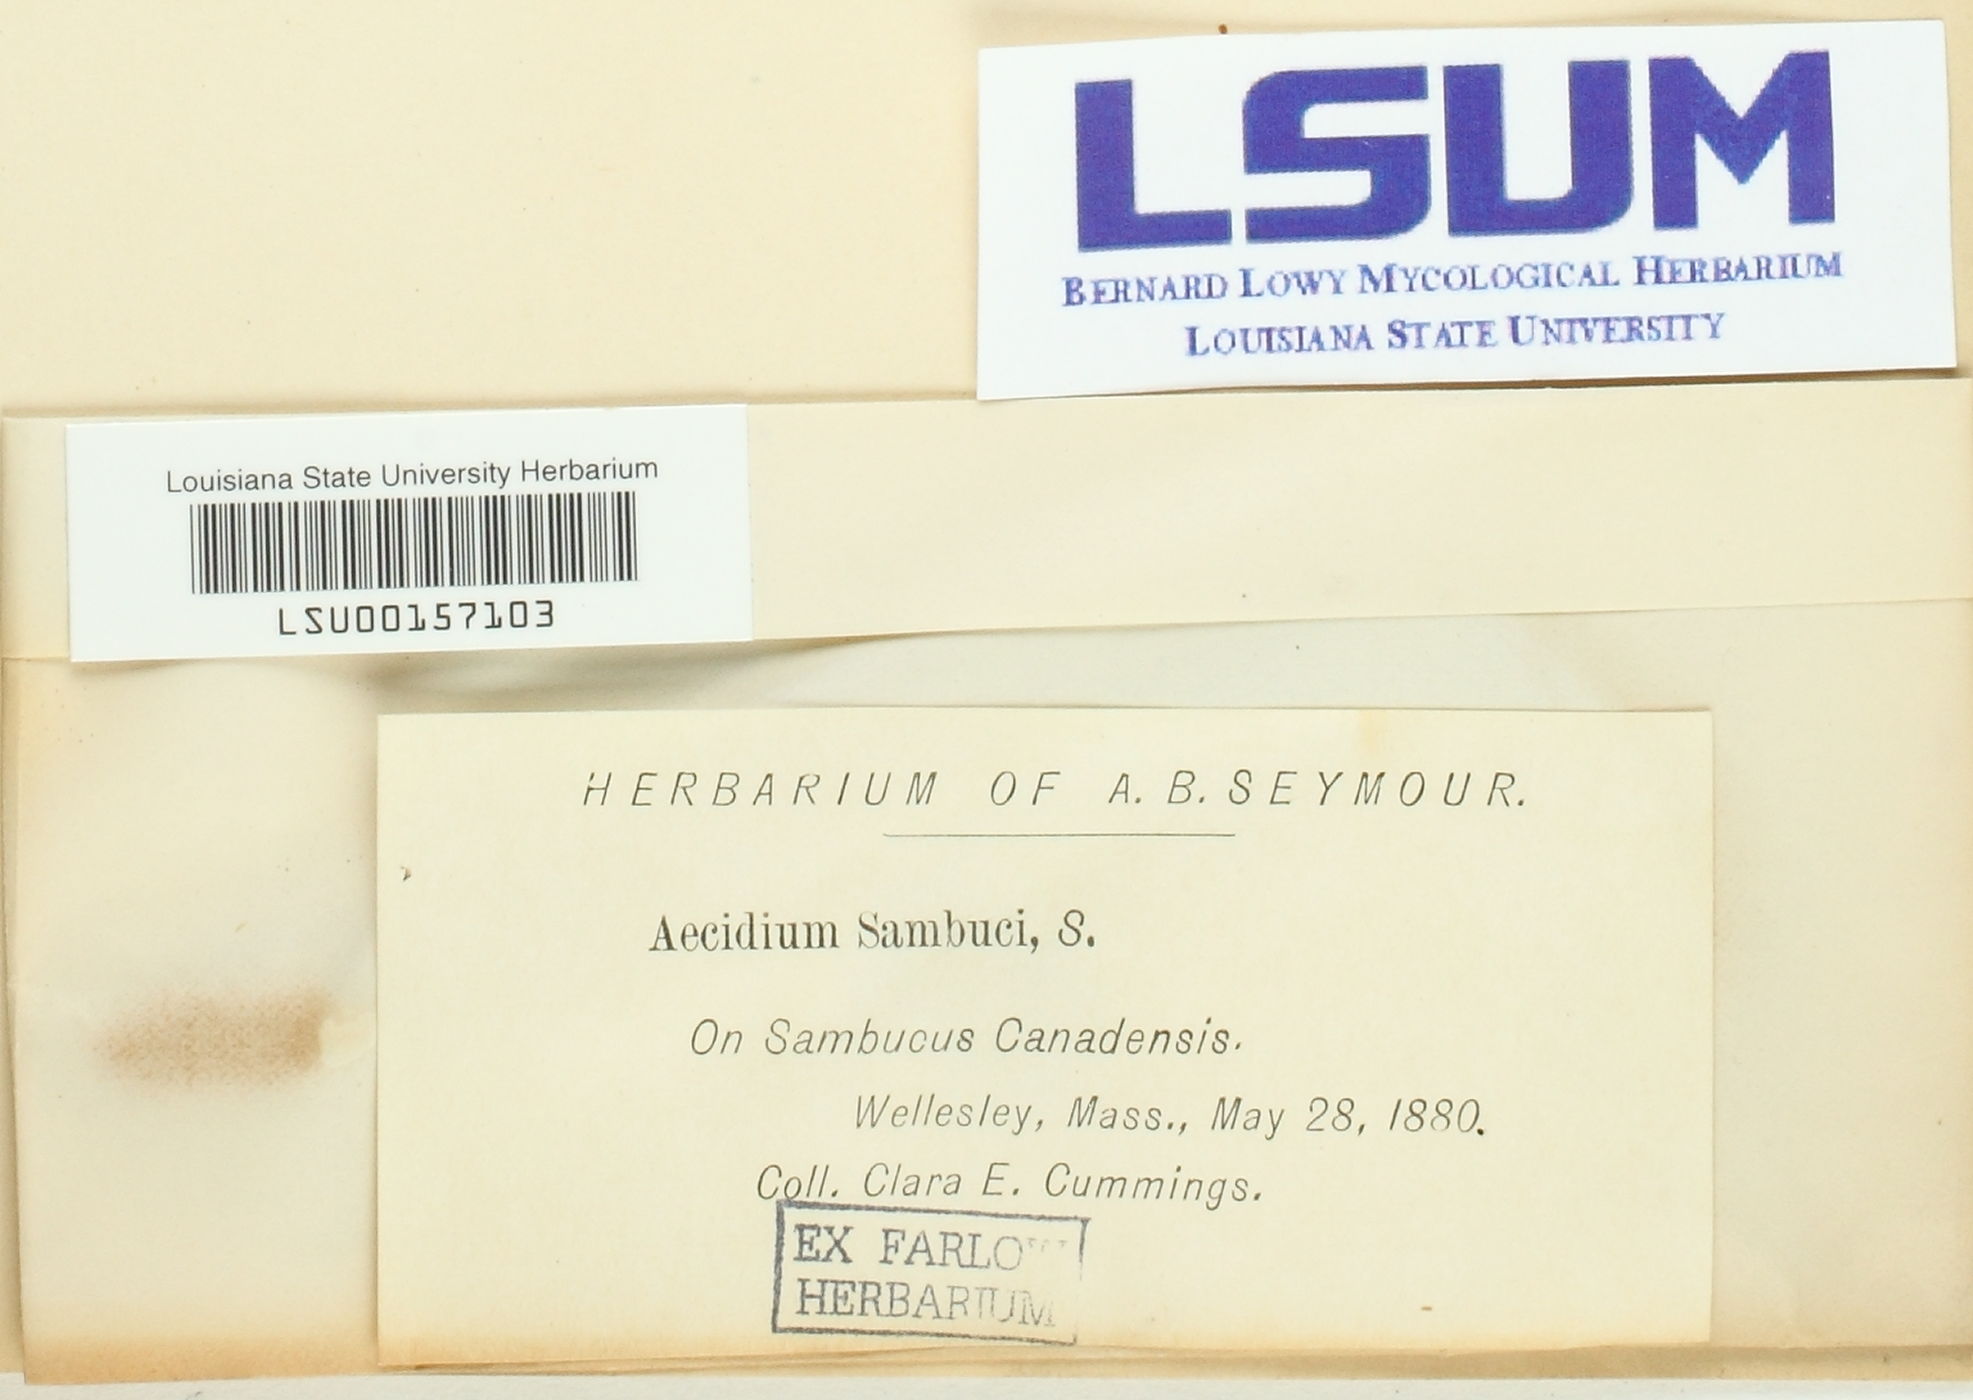 LSUM
BERNARD LOWY MYCOLOGICAL HERBARIUM
LOUISIANA STATE UNIVERSITY
Louisiana State University Herbarium
LSU00157103
HERBARIUM OF A. B. SEYMOUR.
Aecidium Sambuci, S.
On Sambucus Canadensis.
Wellesley, Mass., May 28, 1880.
Coll. Clara E. Cummings.
EX FARLOW
HERBARIUM